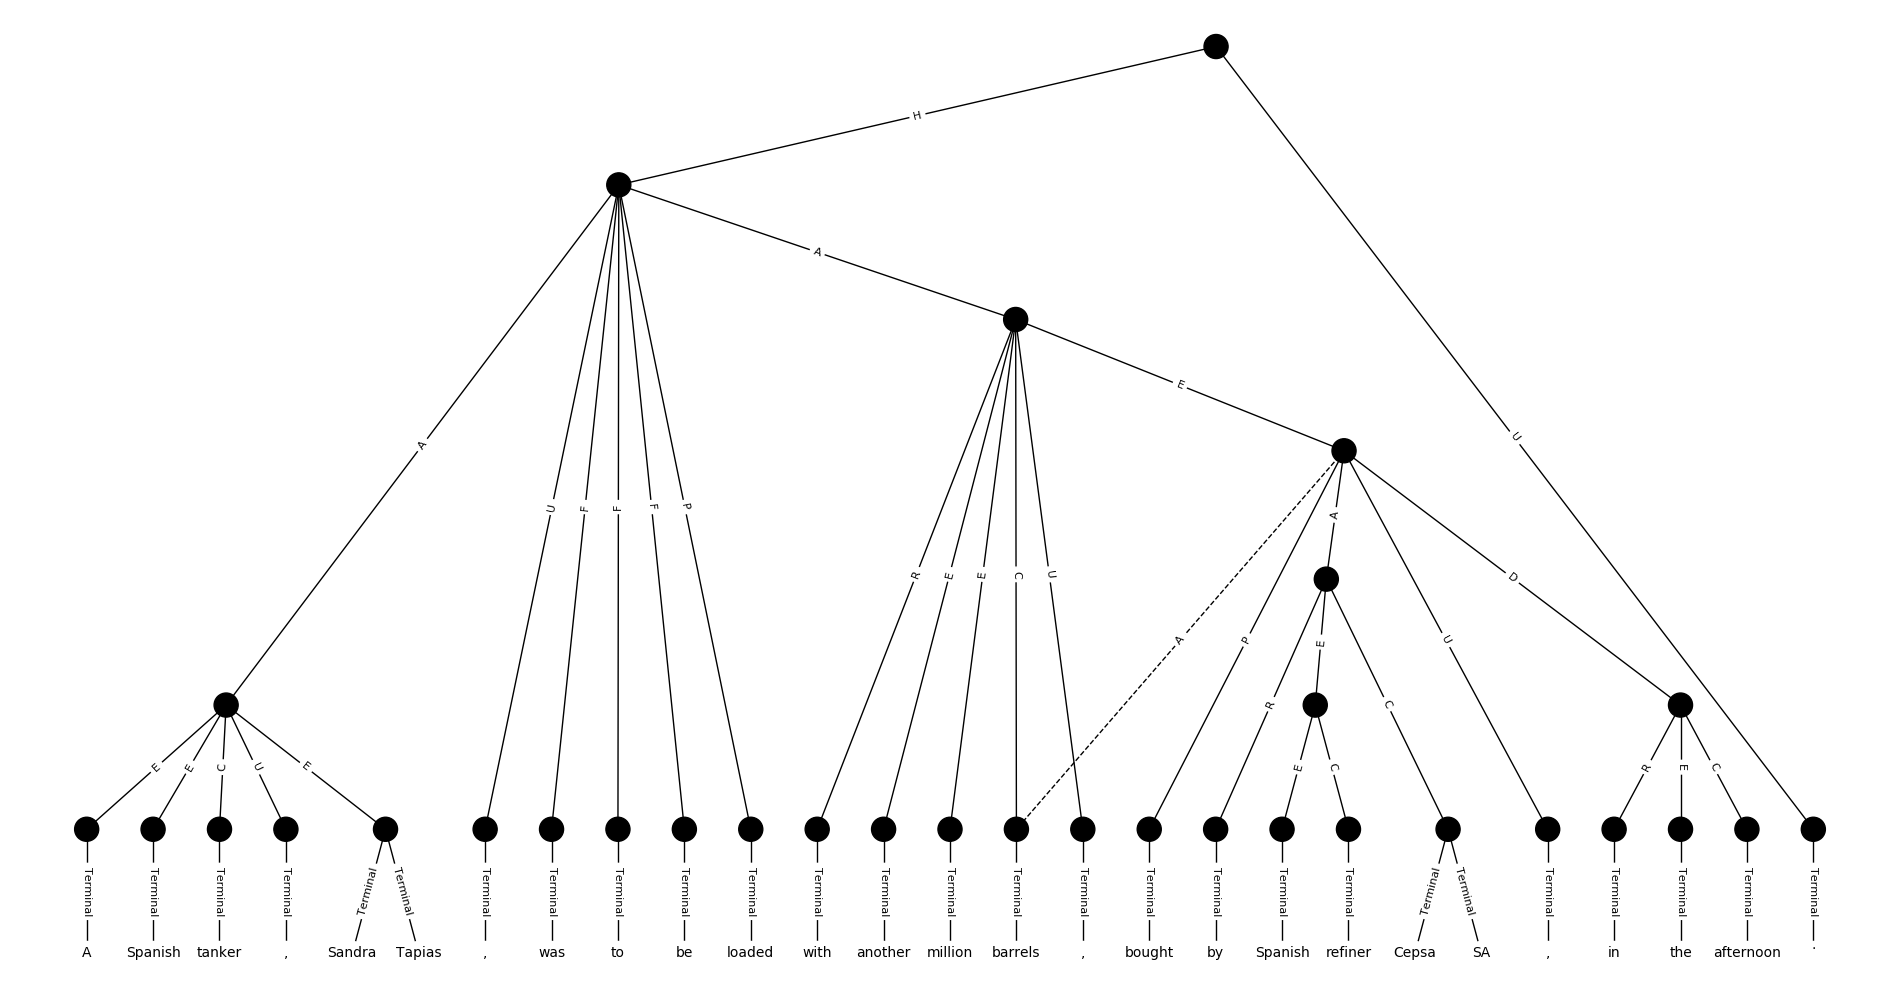 H
A
A
E
U
A
U
F
F
F
P
R
E
E
C
U
A
P
A
E
R
C
U
D
E
E
C
U
E
E
C
R
E
C
Terminal Terminal Terminal Terminal Terminal Terminal Terminal Terminal Terminal Terminal Terminal Terminal Terminal Terminal Terminal Terminal Terminal Terminal Terminal Terminal Terminal Terminal Terminal Terminal Terminal Terminal Terminal
A Spanish tanker , Sandra Tapias , was to be loaded with another million barrels , bought by Spanish refiner Cepsa SA , in the afternoon .